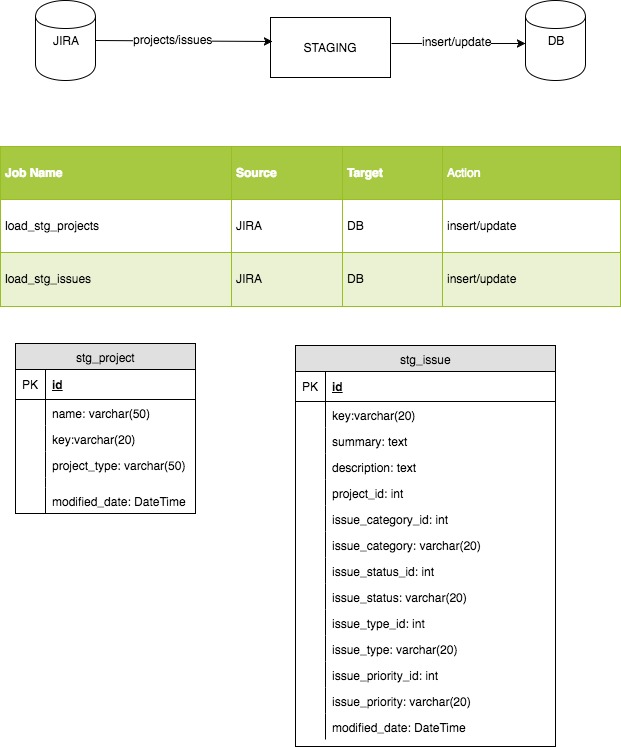 JIRA projects/issues STAGING insert/update DB
Job Name Source Target Action
load_stg_projects JIRA DB insert/update
load_stg_issues JIRA DB insert/update
stg_project
PK id
name: varchar(50)
key:varchar(20)
project_type: varchar(50)
modified_date: DateTime
stg_issue
PK id
key:varchar(20)
summary: text
description: text
project_id: int
issue_category_id: int
issue_category: varchar(20)
issue_status_id: int
issue_status: varchar(20)
issue_type_id: int
issue_type: varchar(20)
issue_priority_id: int
issue_priority: varchar(20)
modified_date: DateTime